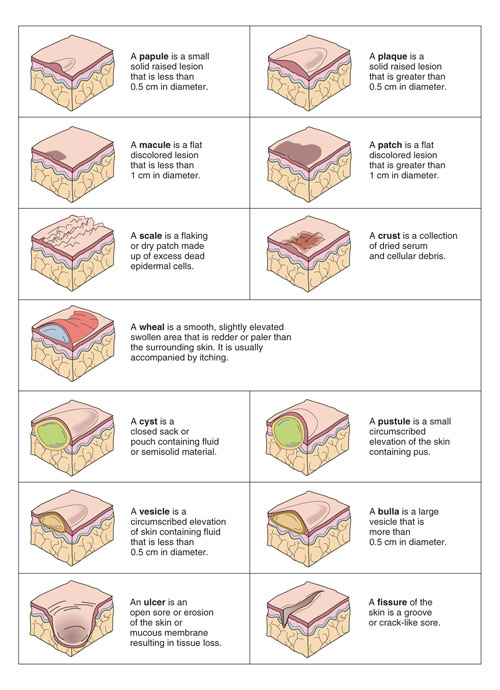 A papule is a small
solid raised lesion
that is less than
0.5 cm in diameter.
A plaque is a
solid raised lesion
that is greater than
0.5 cm in diameter.
A macule is a flat
discolored lesion
that is less than
1 cm in diameter.
A patch is a flat
discolored lesion
that is greater than
1 cm in diameter.
A scale is a flaking
or dry patch made
up of excess dead
epidermal cells.
A crust is a collection
of dried serum
and cellular debris.
A wheal is a smooth, slightly elevated
swollen area that is redder or paler than
the surrounding skin. It is usually
accompanied by itching.
A cyst is a
closed sack or
pouch containing fluid
or semisolid material.
A pustule is a small
circumscribed
elevation of the skin
containing pus.
A vesicle is a
circumscribed elevation
of skin containing fluid
that is less than
0.5 cm in diameter.
A bulla is a large
vesicle that is
more than
0.5 cm in diameter.
An ulcer is an
open sore or erosion
of the skin or
mucous membrane
resulting in tissue loss.
A fissure of the
skin is a groove
or crack-like sore.